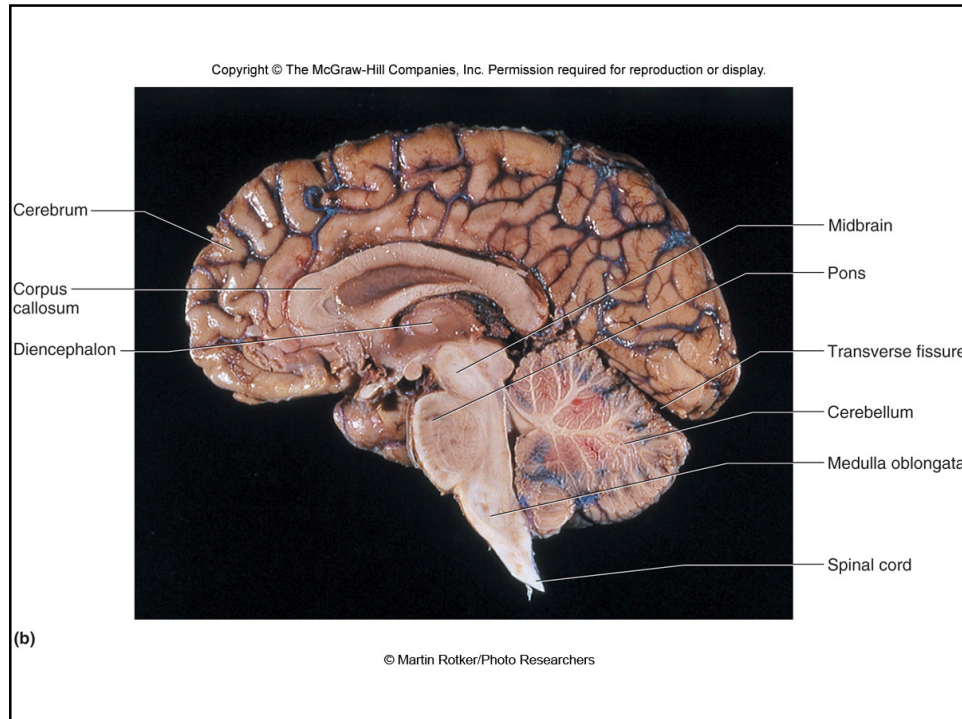 Copyright © The McGraw-Hill Companies, Inc. Permission required for reproduction or display.
Cerebrum
Corpus
callosum
Diencephalon
Midbrain
Pons
Transverse fissure
Cerebellum
Medulla oblongata
Spinal cord
(b)
© Martin Rotker/Photo Researchers